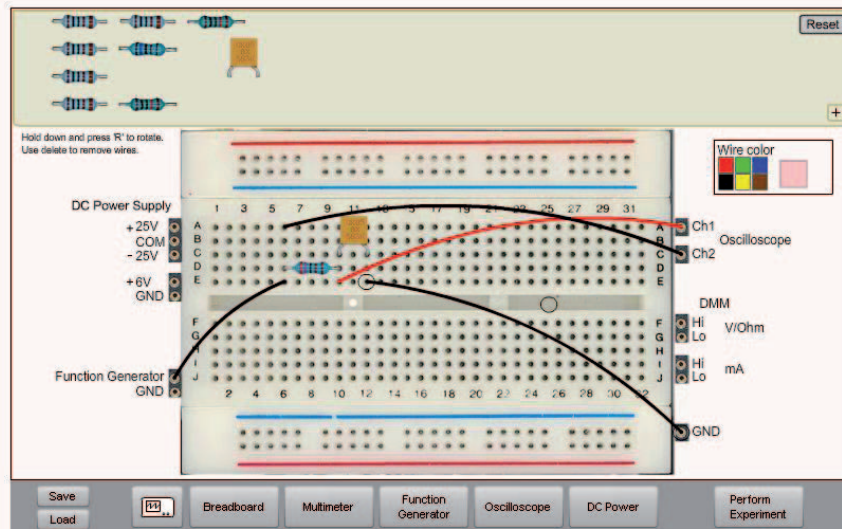 Reset
+
Hold down and press 'R' to rotate.
Use delete to remove wires.
Wire color
DC Power Supply
+25V
COM
-25V
+6V
GND
Function Generator
GND
1 3 5 7 9 11 13 15 17 19 21 23 25 27 29 31
A A
B B
C C
D D
E E
F F
G G
H H
I I
J J
2 4 6 8 10 12 14 16 18 20 22 24 26 28 30 32
Ch1
Oscilloscope
Ch2
DMM
Hi
V/Ohm
Lo
Hi
mA
Lo
GND
Save
Load
Breadboard
Multimeter
Function
Generator
Oscilloscope
DC Power
Perform
Experiment